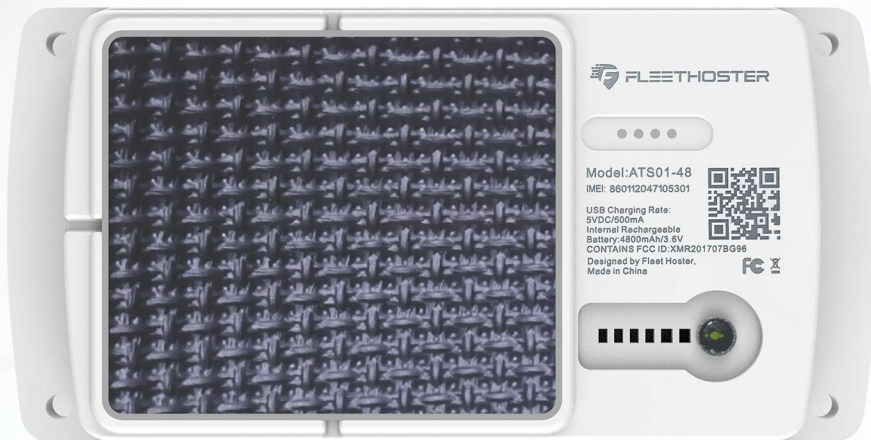 FLEETHOSTER
Model:ATS01-48
IMEI: 860112047105301
USB Charging Rate:
5VDC/500mA
Internal Rechargeable
Battery:4800mAh/3.6V
CONTAINS FCC ID:XMR201707BG96
Designed by Fleet Hoster,
Made in China
FC